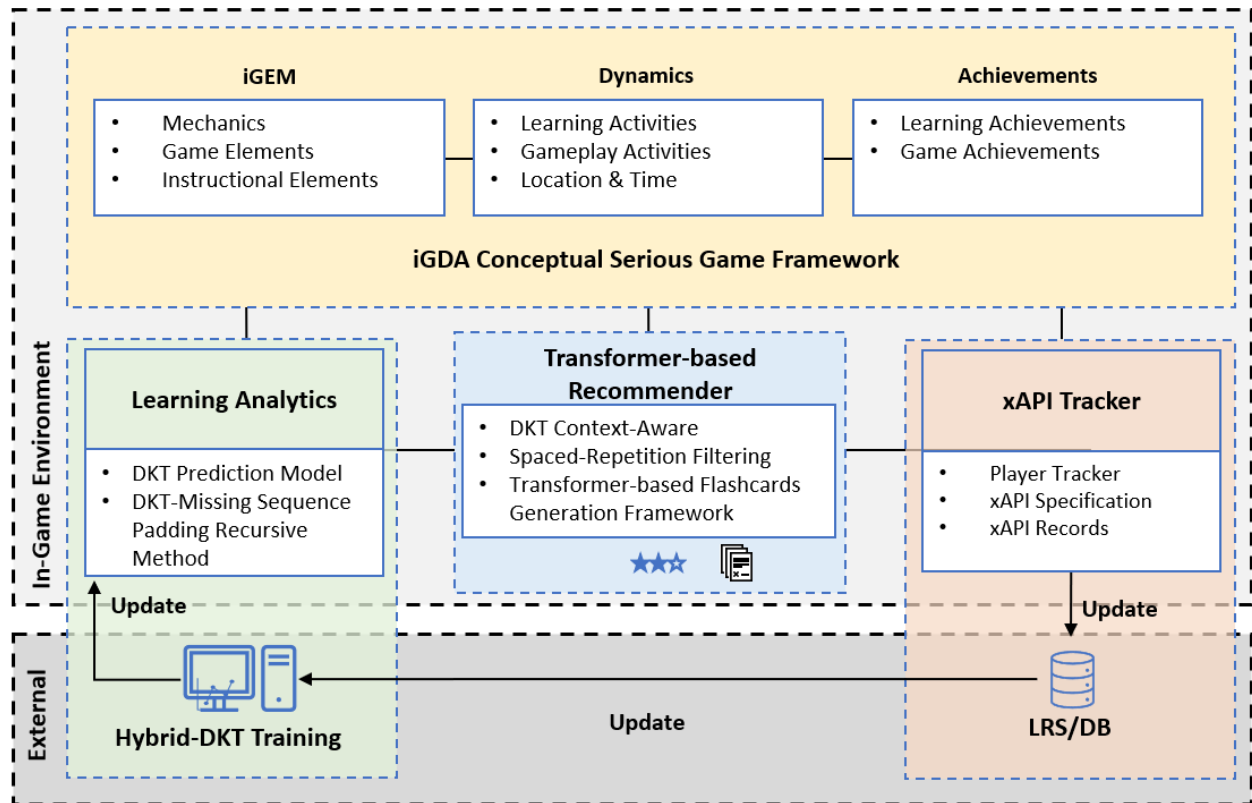 iGEM
• Mechanics
• Game Elements
• Instructional Elements
Dynamics
• Learning Activities
• Gameplay Activities
• Location & Time
Achievements
• Learning Achievements
• Game Achievements
iGDA Conceptual Serious Game Framework
In-Game Environment
Learning Analytics
• DKT Prediction Model
• DKT-Missing Sequence
Padding Recursive
Method
Transformer-based
Recommender
• DKT Context-Aware
• Spaced-Repetition Filtering
• Transformer-based Flashcards
Generation Framework
xAPI Tracker
• Player Tracker
• xAPI Specification
• xAPI Records
Update
Update
External
Hybrid-DKT Training
Update
LRS/DB